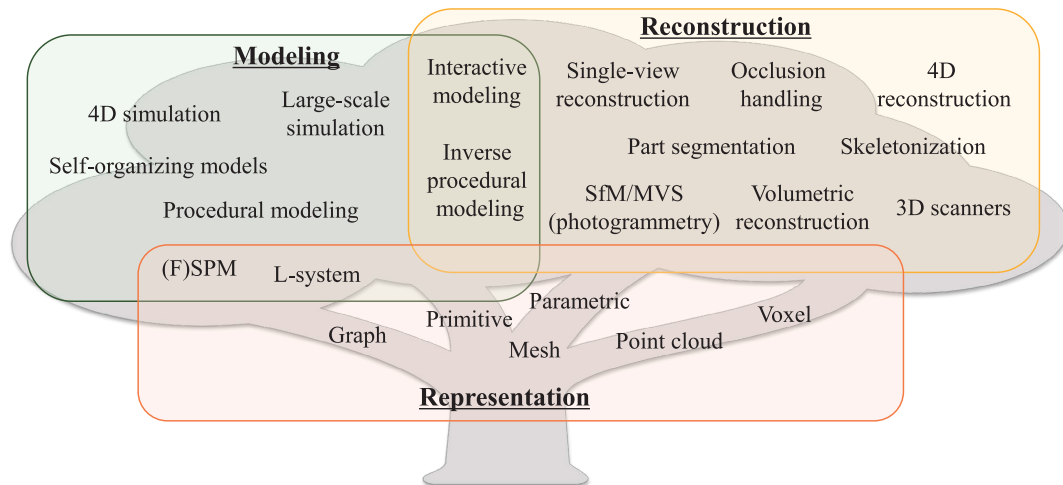 Modeling
4D simulation
Large-scale
simulation
Self-organizing models
Procedural modeling
Interactive
modeling
Inverse
procedural
modeling
Reconstruction
Single-view
reconstruction
Occlusion
handling
4D
reconstruction
Part segmentation
Skeletonization
SfM/MVS
(photogrammetry)
Volumetric
reconstruction
3D scanners
(F)SPM
L-system
Graph
Primitive
Parametric
Mesh
Point cloud
Voxel
Representation